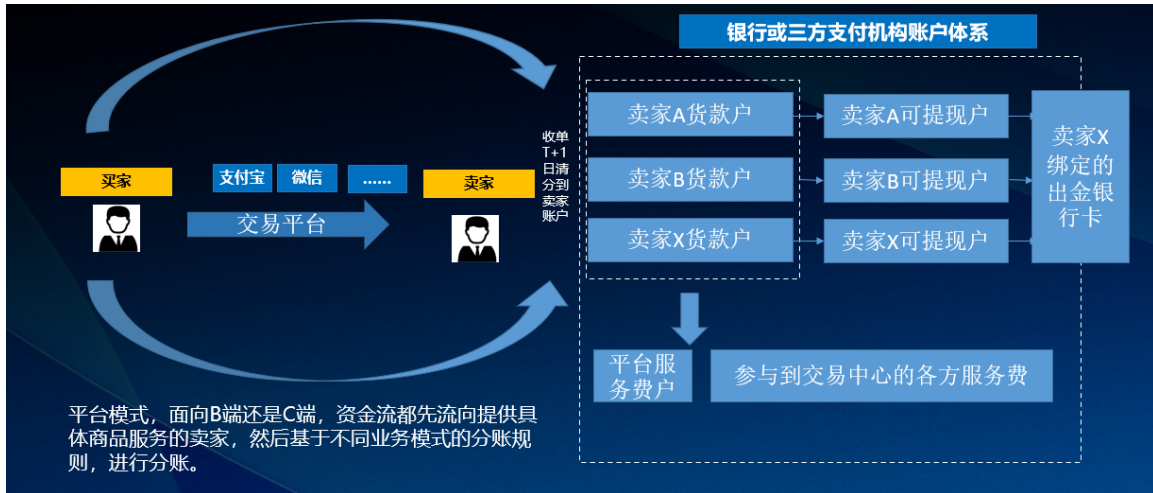 银行或三方支付机构账户体系
买家
支付宝
微信
......
交易平台
卖家
收单
T+1
日清
分到
卖家
账户
卖家A货款户
卖家A可提现户
卖家B货款户
卖家B可提现户
卖家X货款户
卖家X可提现户
卖家X
绑定的
出金银
行卡
平台服
务费户
参与到交易中心的各方服务费
平台模式，面向B端还是C端，资金流都先流向提供具
体商品服务的卖家，然后基于不同业务模式的分账规
则，进行分账。